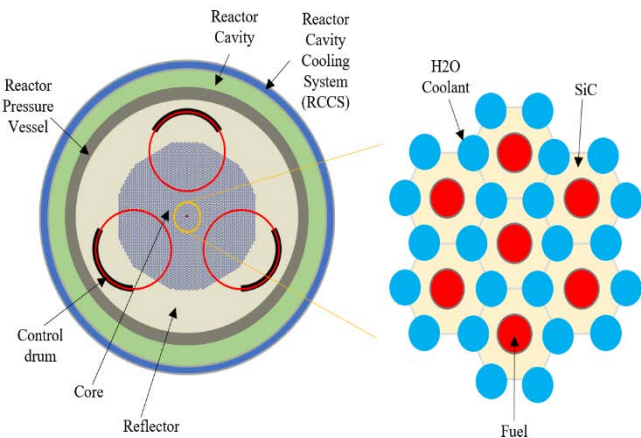 Reactor
Cavity
Reactor
Cavity
Cooling
System
(RCCS)
Reactor
Pressure
Vessel
Control
drum
Core
Reflector
H2O
Coolant
SiC
Fuel